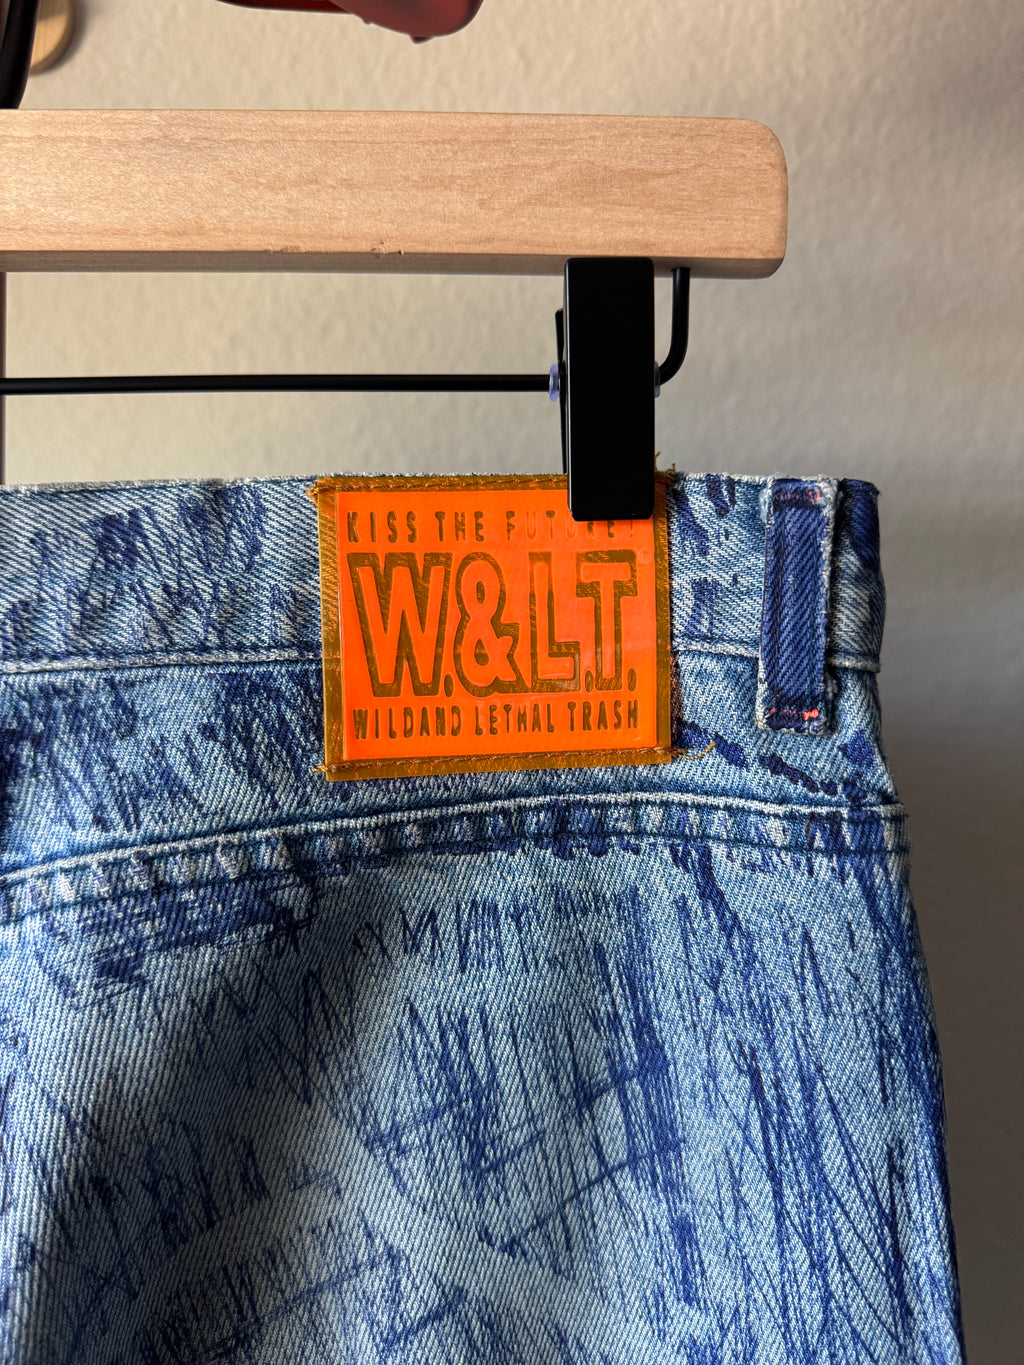 KISS THE FUTURE!
W.&L.T.
WILDAND LETHAL TRASH